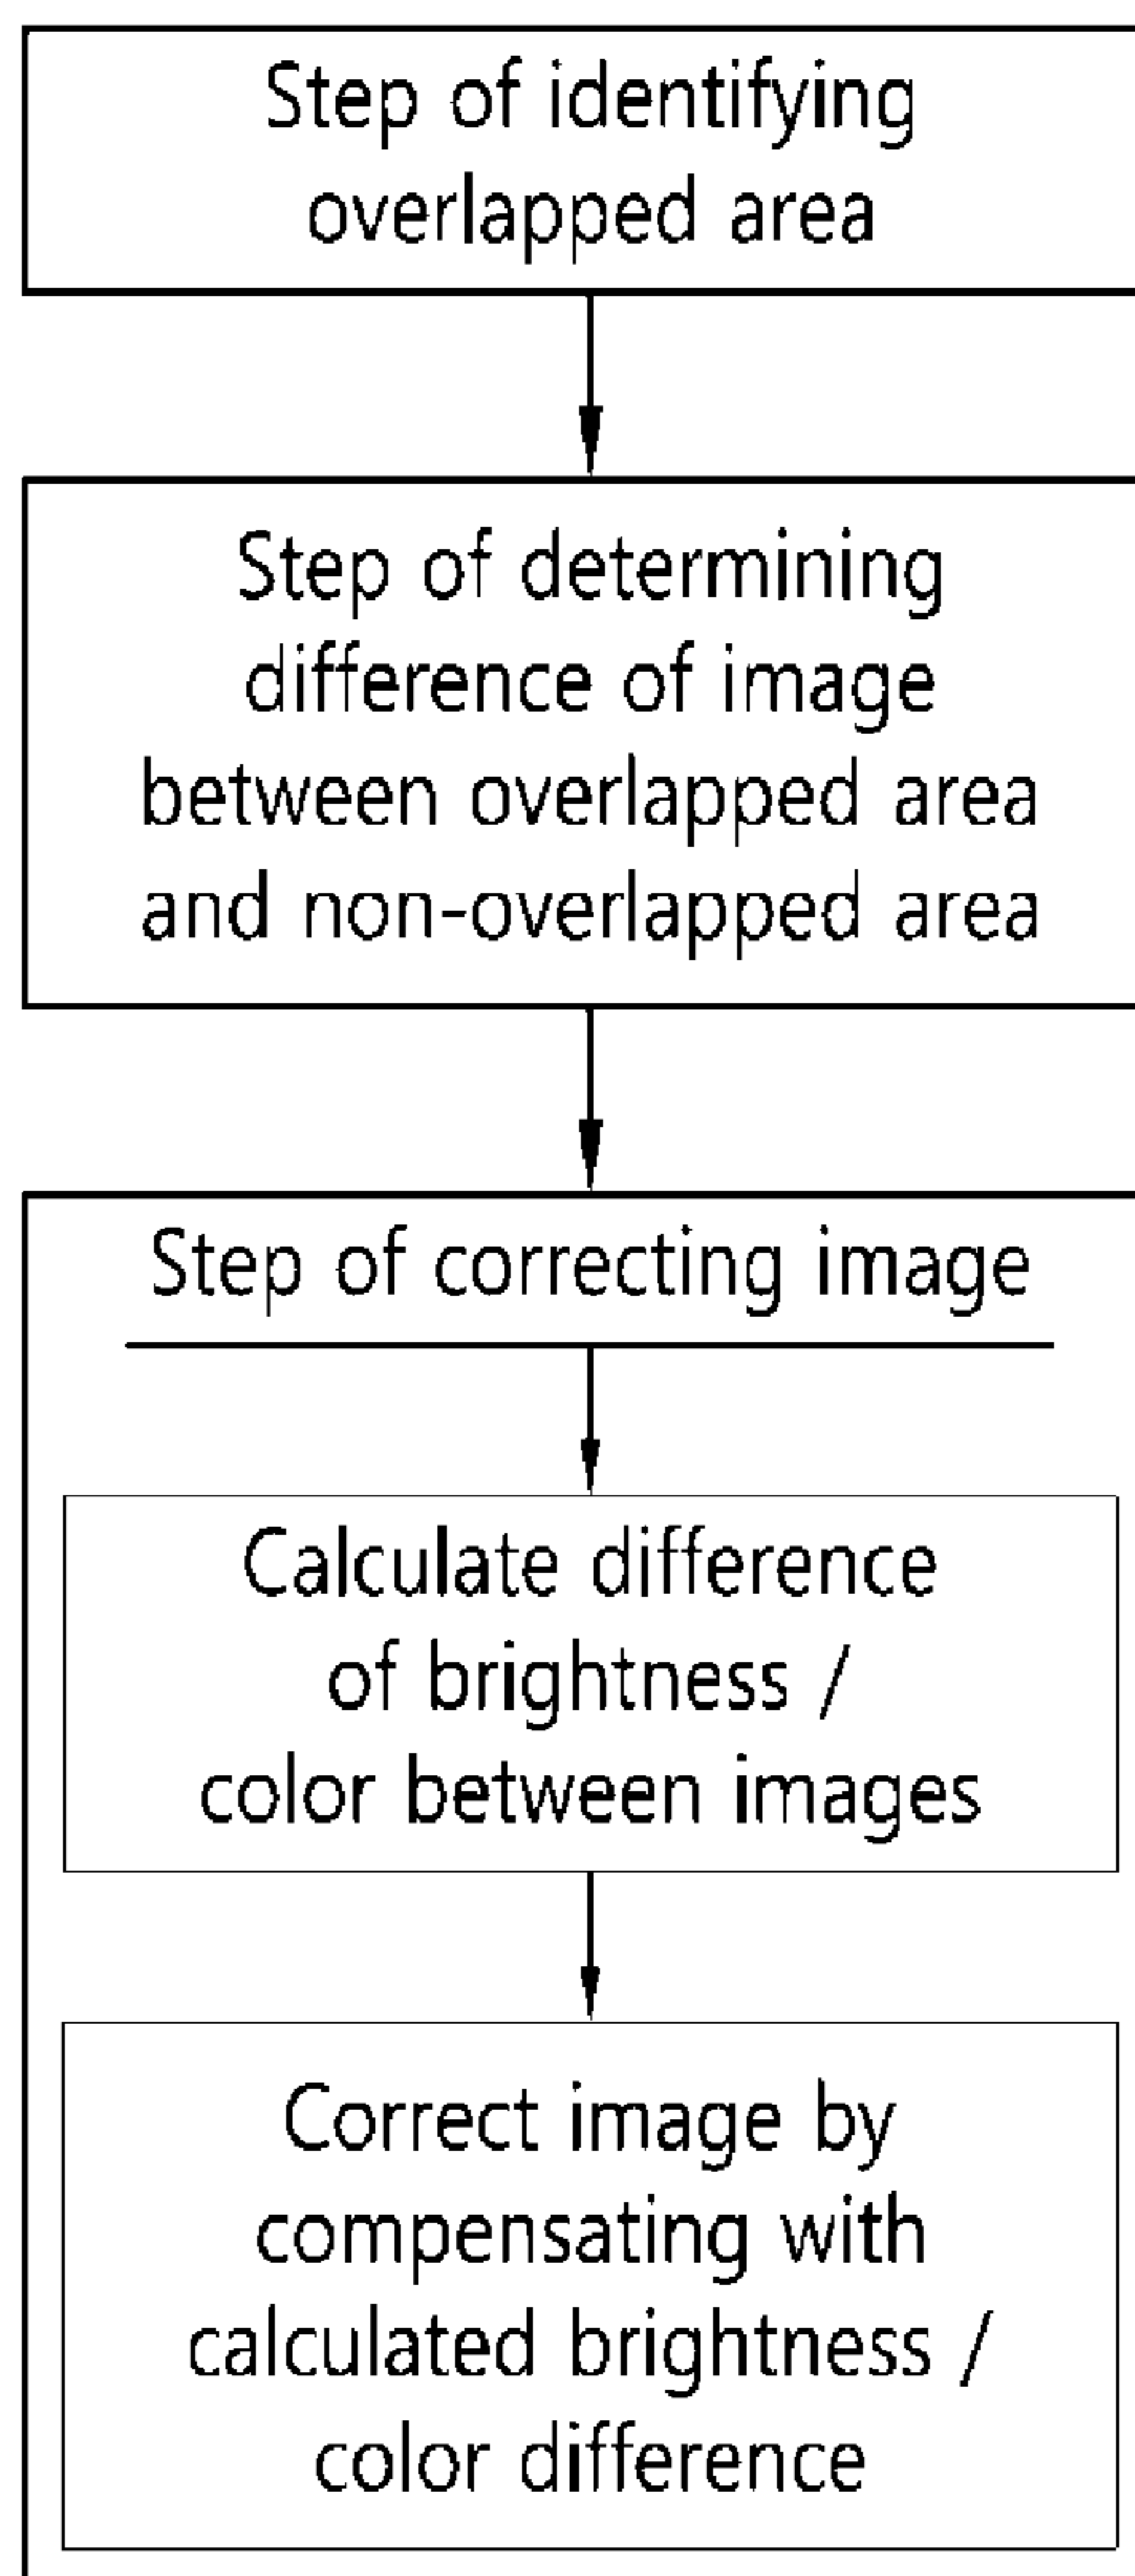 Step of identifying
overlapped area
Step of determining
difference of image
between overlapped area
and non-overlapped area
Step of correcting image
Calculate difference
of brightness /
color between images
Correct image by
compensating with
calculated brightness /
color difference